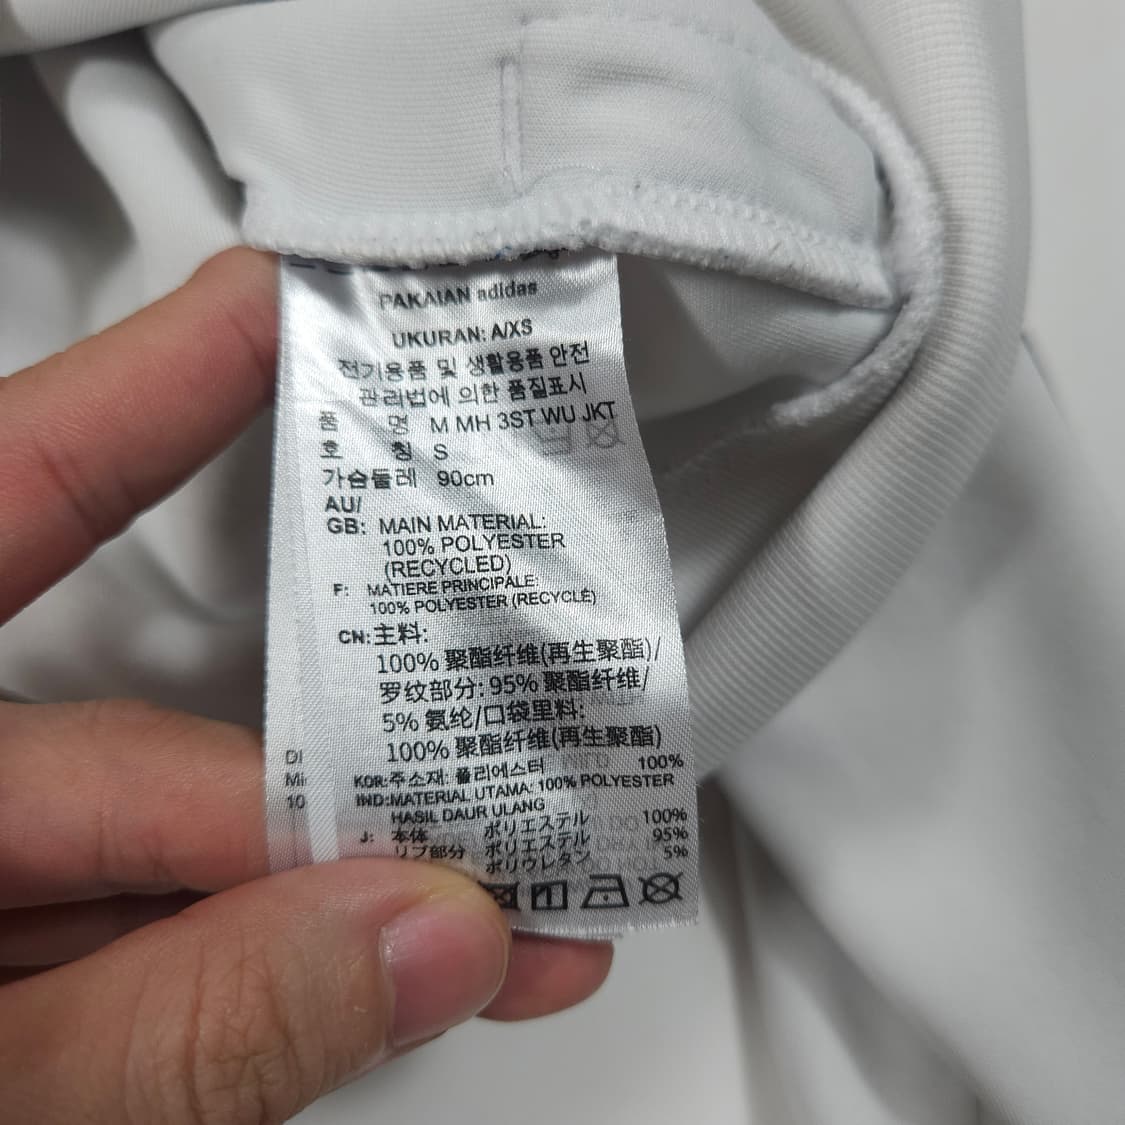 PAKAIAN adidas
UKURAN: A/XS
전기용품 및 생활용품 안전
관리법에 의한 품질표시
품 명 M MH 3ST WU JKT
호 칭 S
가슴둘레 90cm
AU/
GB: MAIN MATERIAL:
100% POLYESTER
(RECYCLED)
F: MATIERE PRINCIPALE:
100% POLYESTER (RECYCLÉ)
CN: 主料:
100% 聚酯纤维(再生聚酯)/
罗纹部分: 95% 聚酯纤维/
5% 氨纶/口袋里料:
100% 聚酯纤维(再生聚酯)
KOR: 주소재: 폴리에스터 100%
IND: MATERIAL UTAMA: 100% POLYESTER
HASIL DAUR ULANG
J: 本体 ポリエステル 100%
リブ部分 ポリエステル 95%
ポリウレタン 5%
DI
Mi
10